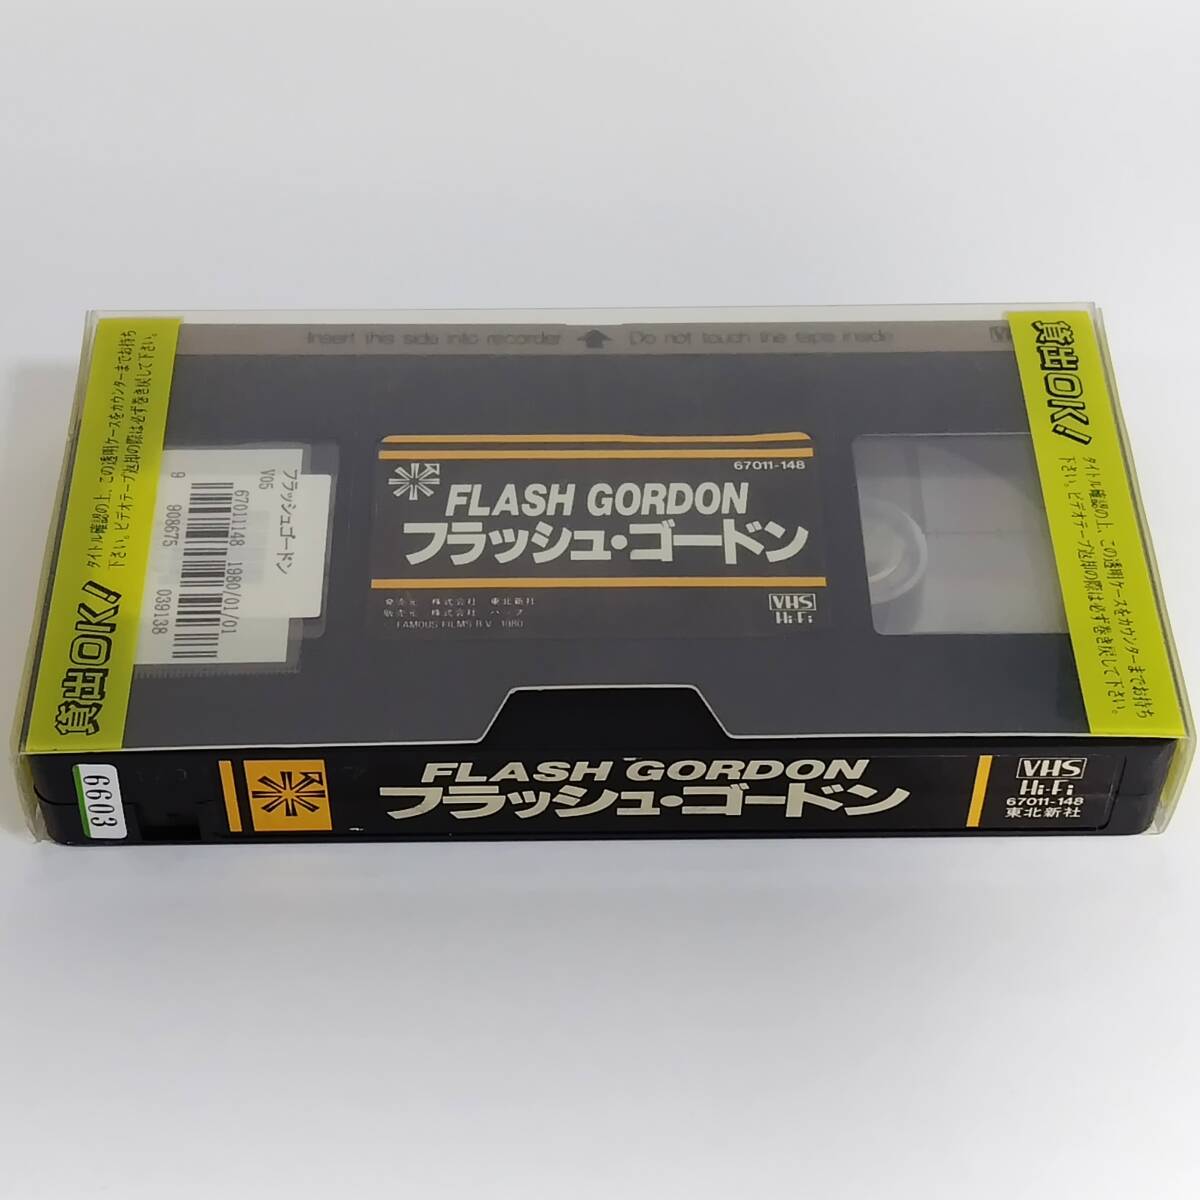 Insert this side into recorder
Do not touch the tape inside
貸出OK!
タイトル確認の上、この透明ケースをカウンターまでお持ち
下さい。ビデオテープ返却の際は必ず巻き戻して下さい。
フラッシュゴードン
V05
67011148 1980/01/01
9 908675 039138
67011-148
FLASH GORDON
フラッシュ・ゴードン
発売元 株式会社 東北新社
販売元 株式会社
FAMOUS FILMS B.V. 1980
VHS
Hi-Fi
貸出OK!
タイトル確認の上、この透明ケースをカウンターまでお持ち
下さい。ビデオテープ返却の際は必ず巻き戻して下さい。
6603
FLASH GORDON
フラッシュ・ゴードン
VHS
Hi-Fi
67011-148
東北新社